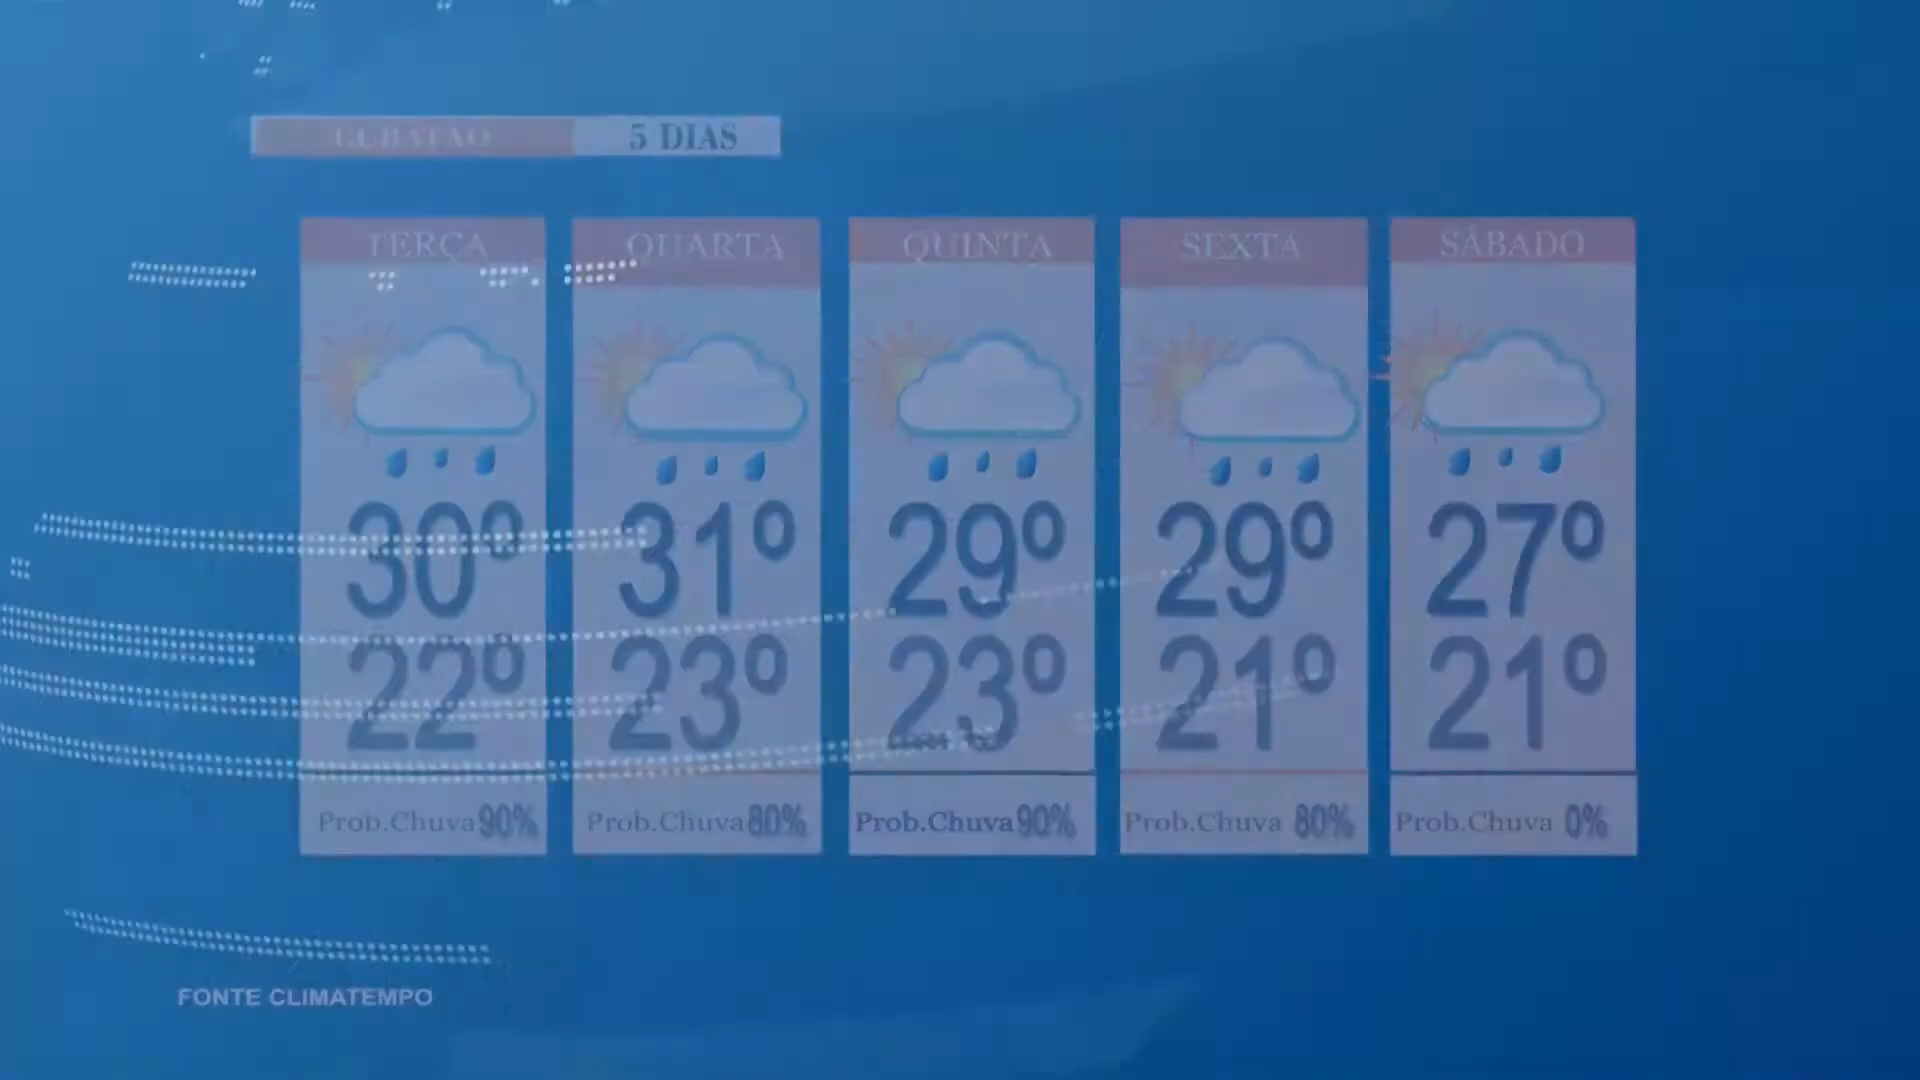 CUBATÃO 5 DIAS
TERÇA QUARTA QUINTA SEXTA SÁBADO
30º 31º 29º 29º 27º
22º 23º 23º 21º 21º
Prob.Chuva 90% Prob.Chuva 80% Prob.Chuva 90% Prob.Chuva 80% Prob.Chuva 0%
FONTE CLIMATEMPO